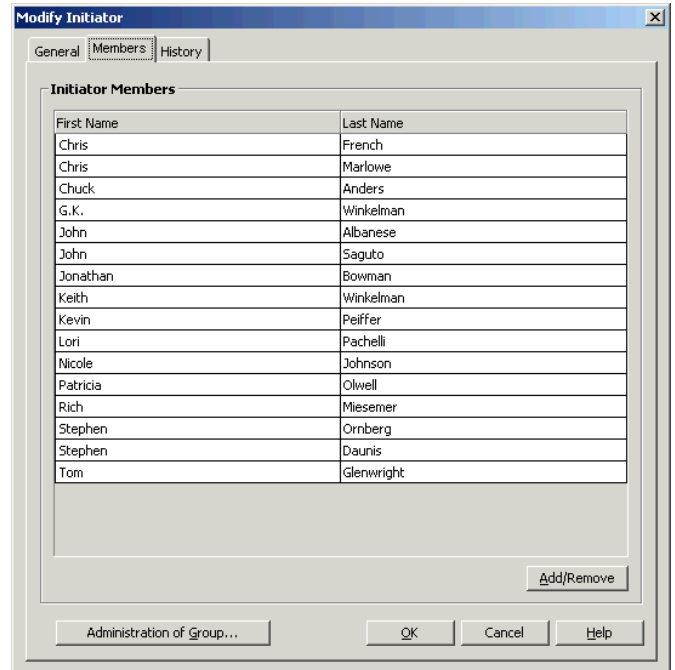 Modify Initiator
General Members History
Initiator Members
First Name Last Name
Chris French
Chris Marlowe
Chuck Anders
G.K. Winkelman
John Albanese
John Saguto
Jonathan Bowman
Keith Winkelman
Kevin Peiffer
Lori Pachelli
Nicole Johnson
Patricia Olwell
Rich Miesemer
Stephen Ornberg
Stephen Daunis
Tom Glenwright
Add/Remove
Administration of Group... OK Cancel Help